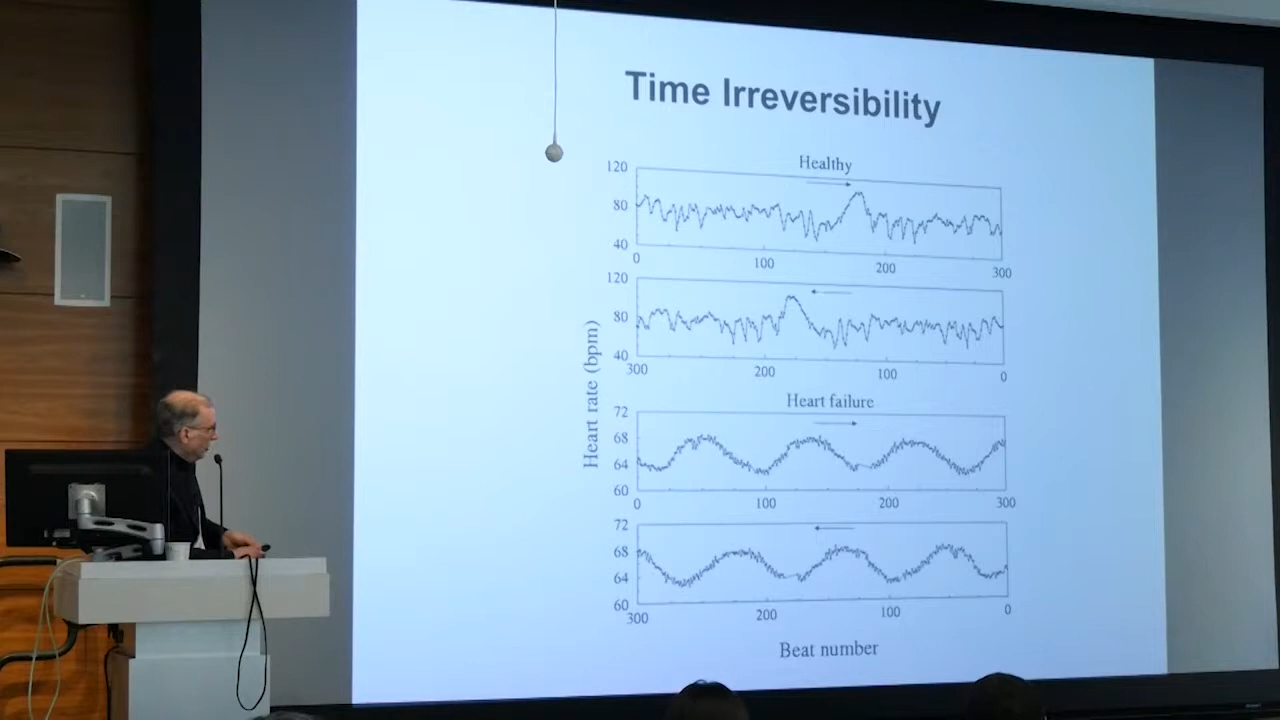 Time Irreversibility
Healthy
120
80
40
0 100 200 300
120
80
40
300 200 100 0
Heart rate (bpm)
Heart failure
72
68
64
60
0 100 200 300
72
68
64
60
300 200 100 0
Beat number